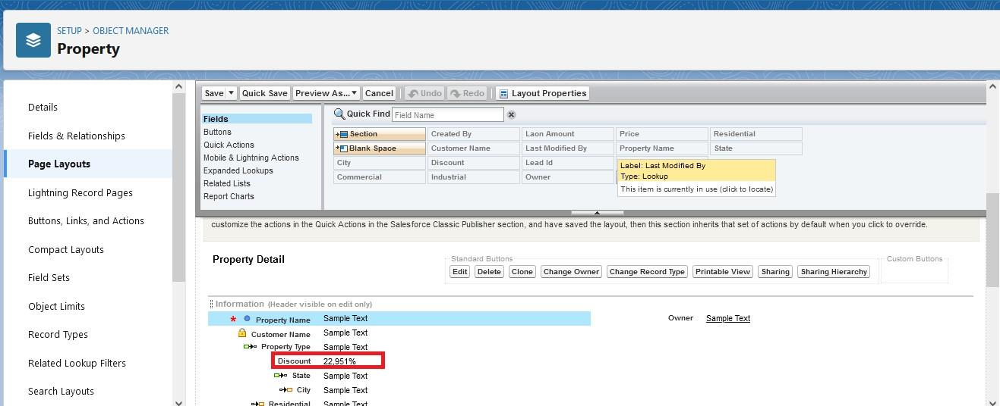 SETUP > OBJECT MANAGER
Property
Details
Fields & Relationships
Page Layouts
Lightning Record Pages
Buttons, Links, and Actions
Compact Layouts
Field Sets
Object Limits
Record Types
Related Lookup Filters
Search Layouts
Save Quick Save Preview As... Cancel Undo Redo Layout Properties
Fields
Buttons
Quick Actions
Mobile & Lightning Actions
Expanded Lookups
Related Lists
Report Charts
Quick Find Field Name
Section Created By Laon Amount Price Residential
Blank Space Customer Name Last Modified By Property Name State
City Discount Lead Id
Commercial Industrial Owner
Label: Last Modified By
Type: Lookup
This item is currently in use (click to locate)
customize the actions in the Quick Actions in the Salesforce Classic Publisher section, and have saved the layout, then this section inherits that set of actions by default when you click to override.
Property Detail
Standard Buttons
Edit Delete Clone Change Owner Change Record Type Printable View Sharing Sharing Hierarchy
Custom Buttons
Information (Header visible on edit only)
* Property Name Sample Text Owner Sample Text
Customer Name Sample Text
Property Type Sample Text
Discount 22,951%
State Sample Text
City Sample Text
Residential Sample Text